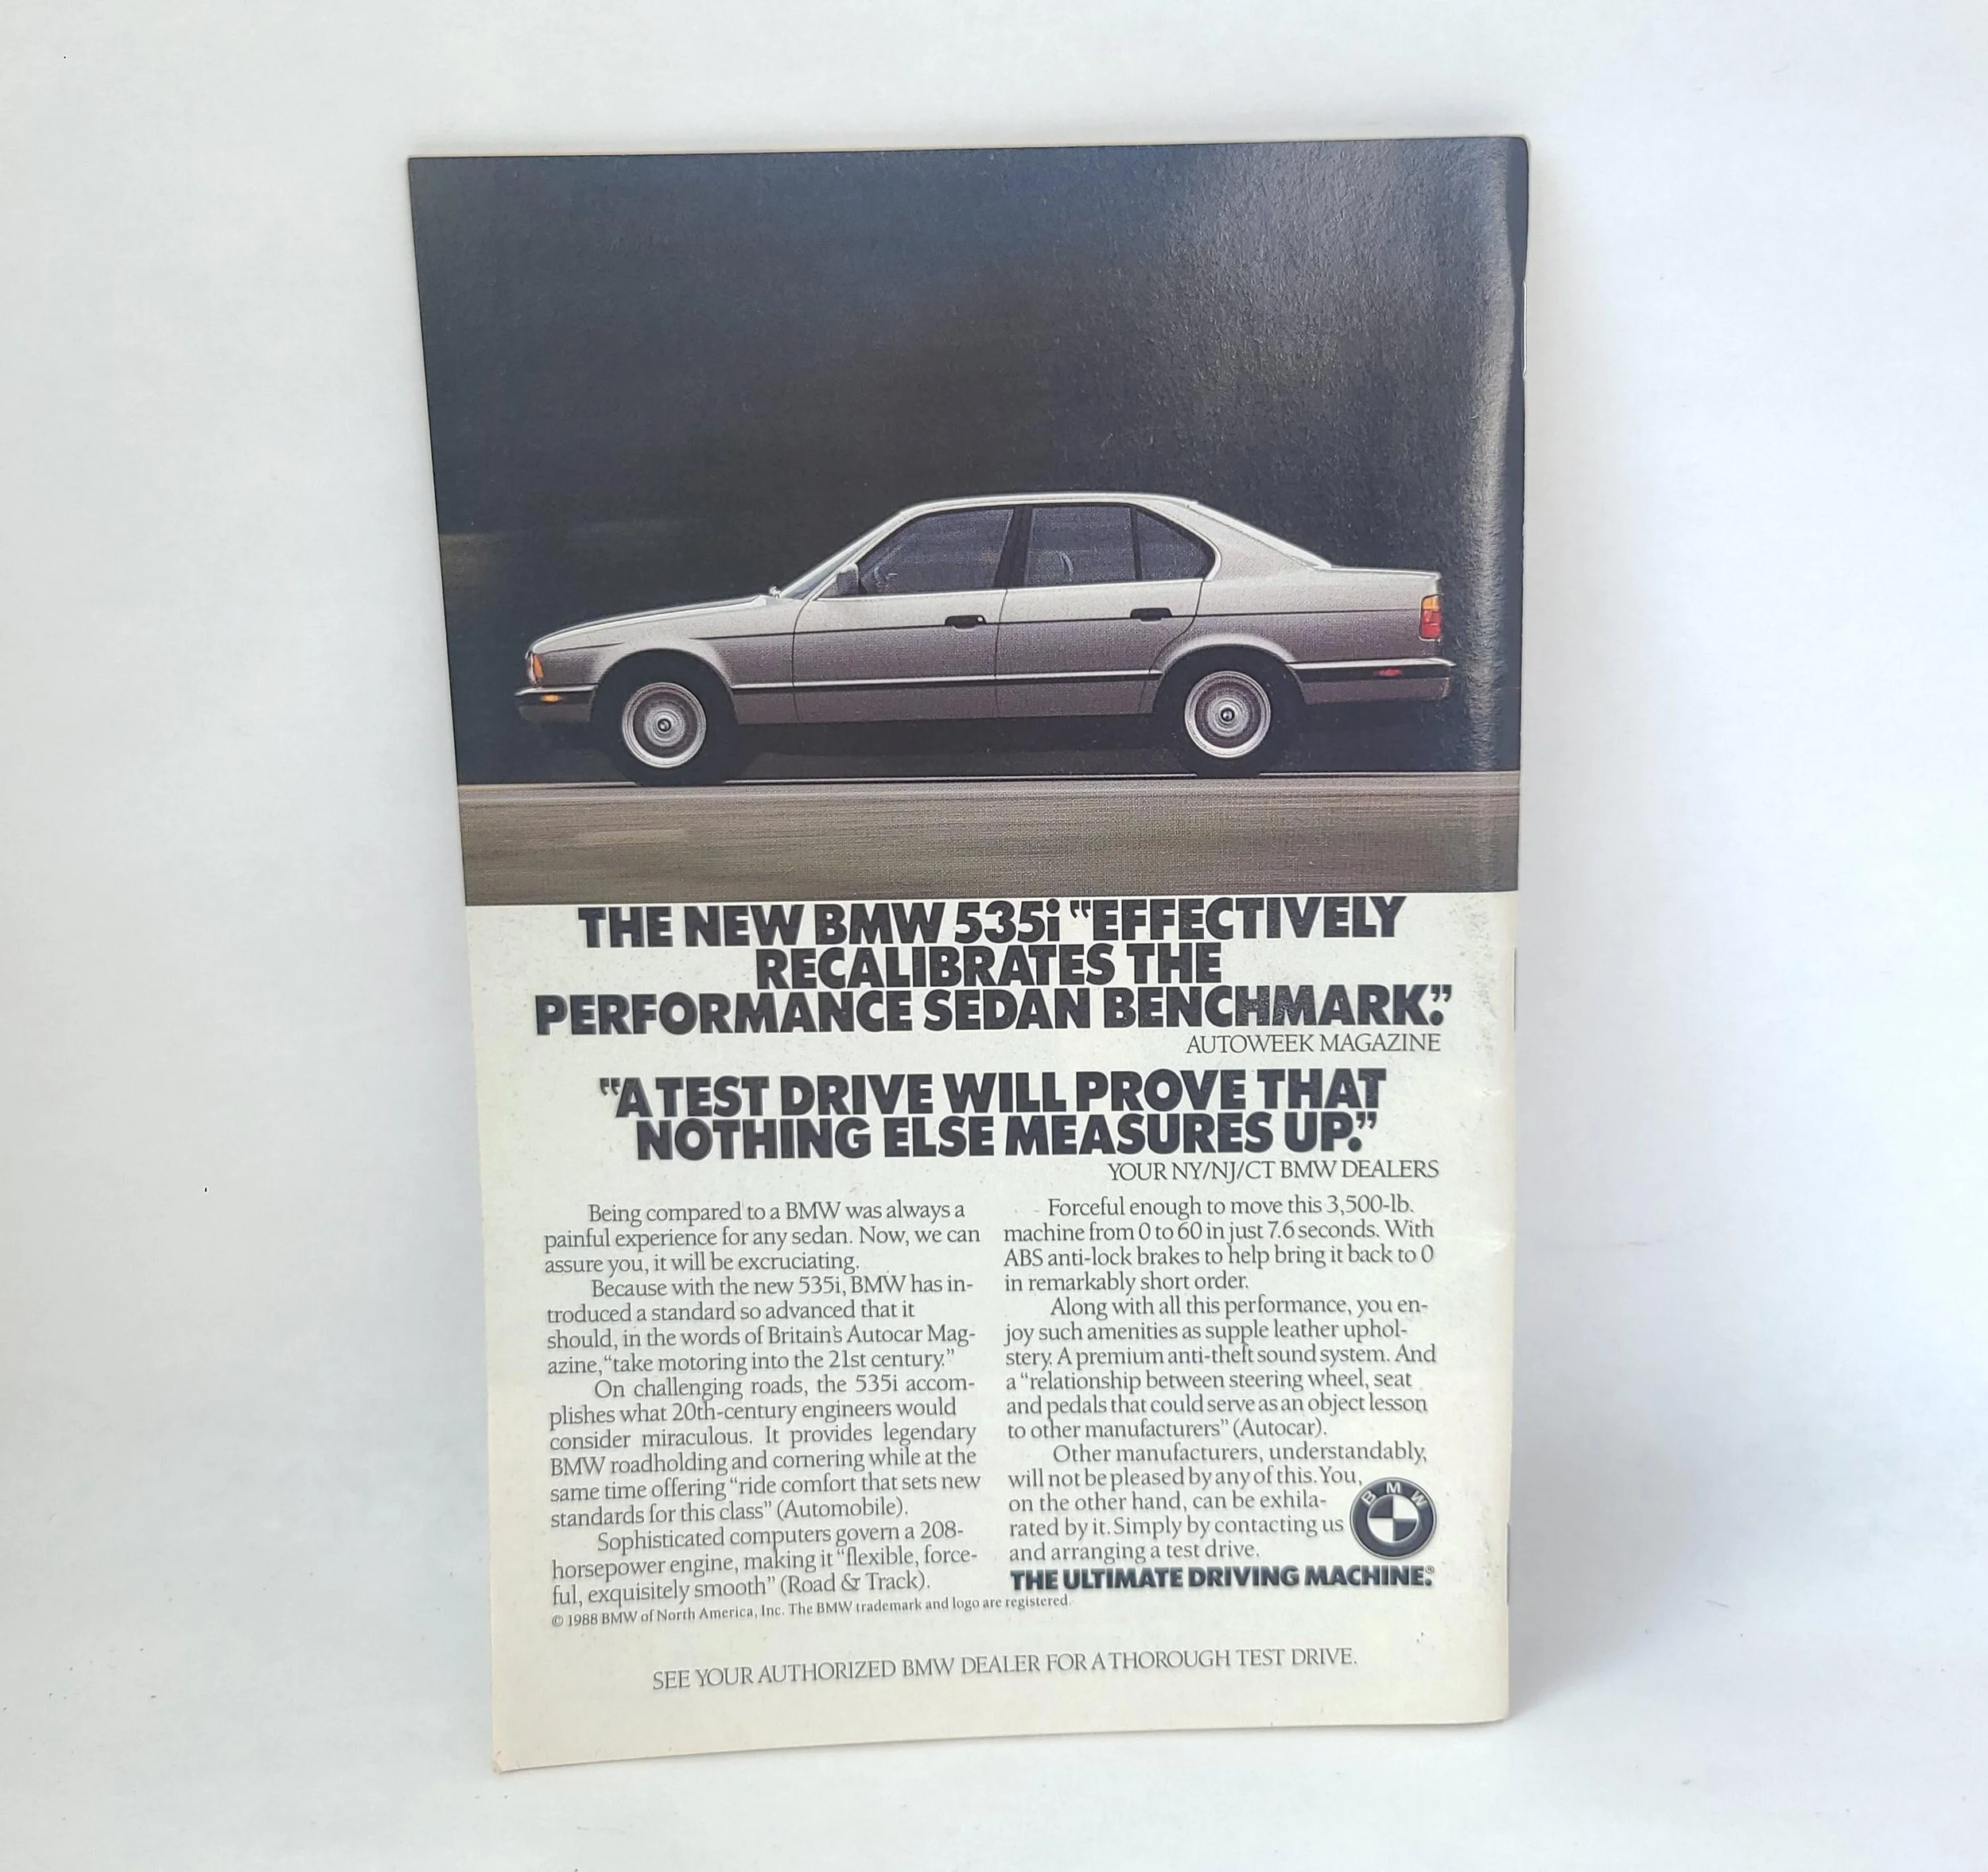 THE NEW BMW 535i "EFFECTIVELY
RECALIBRATES THE
PERFORMANCE SEDAN BENCHMARK."
AUTOWEEK MAGAZINE
"A TEST DRIVE WILL PROVE THAT
NOTHING ELSE MEASURES UP."
YOUR NY/NJ/CT BMW DEALERS
Being compared to a BMW was always a
painful experience for any sedan. Now, we can
assure you, it will be excruciating.
Because with the new 535i, BMW has in-
troduced a standard so advanced that it
should, in the words of Britain's Autocar Mag-
azine, "take motoring into the 21st century."
On challenging roads, the 535i accom-
plishes what 20th-century engineers would
consider miraculous. It provides legendary
BMW roadholding and cornering while at the
same time offering "ride comfort that sets new
standards for this class" (Automobile).
Sophisticated computers govern a 208-
horsepower engine, making it "flexible, force-
ful, exquisitely smooth" (Road & Track).
Forceful enough to move this 3,500-lb.
machine from 0 to 60 in just 7.6 seconds. With
ABS anti-lock brakes to help bring it back to 0
in remarkably short order.
Along with all this performance, you en-
joy such amenities as supple leather uphol-
stery. A premium anti-theft sound system. And
a "relationship between steering wheel, seat
and pedals that could serve as an object lesson
to other manufacturers" (Autocar).
Other manufacturers, understandably,
will not be pleased by any of this. You,
on the other hand, can be exhila-
rated by it. Simply by contacting us
and arranging a test drive.
BMW
THE ULTIMATE DRIVING MACHINE.®
© 1988 BMW of North America, Inc. The BMW trademark and logo are registered.
SEE YOUR AUTHORIZED BMW DEALER FOR A THOROUGH TEST DRIVE.